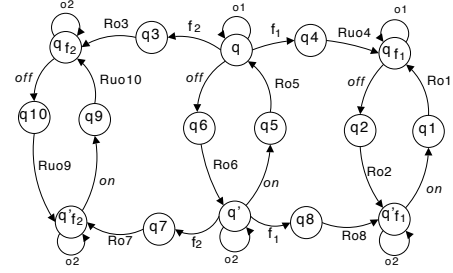 o2 o1 o1
Ro3 q3 f2 q f1 q4 Ruo4
q f2 q f1
off Ruo10 off Ro5 off Ro1
q10 q9 q6 q5 q2 q1
Ruo9 on Ro6 on Ro2 on
q'f2 q7 q' q8 q'f1
Ro7 f2 f1 Ro8
o2 o2 o2